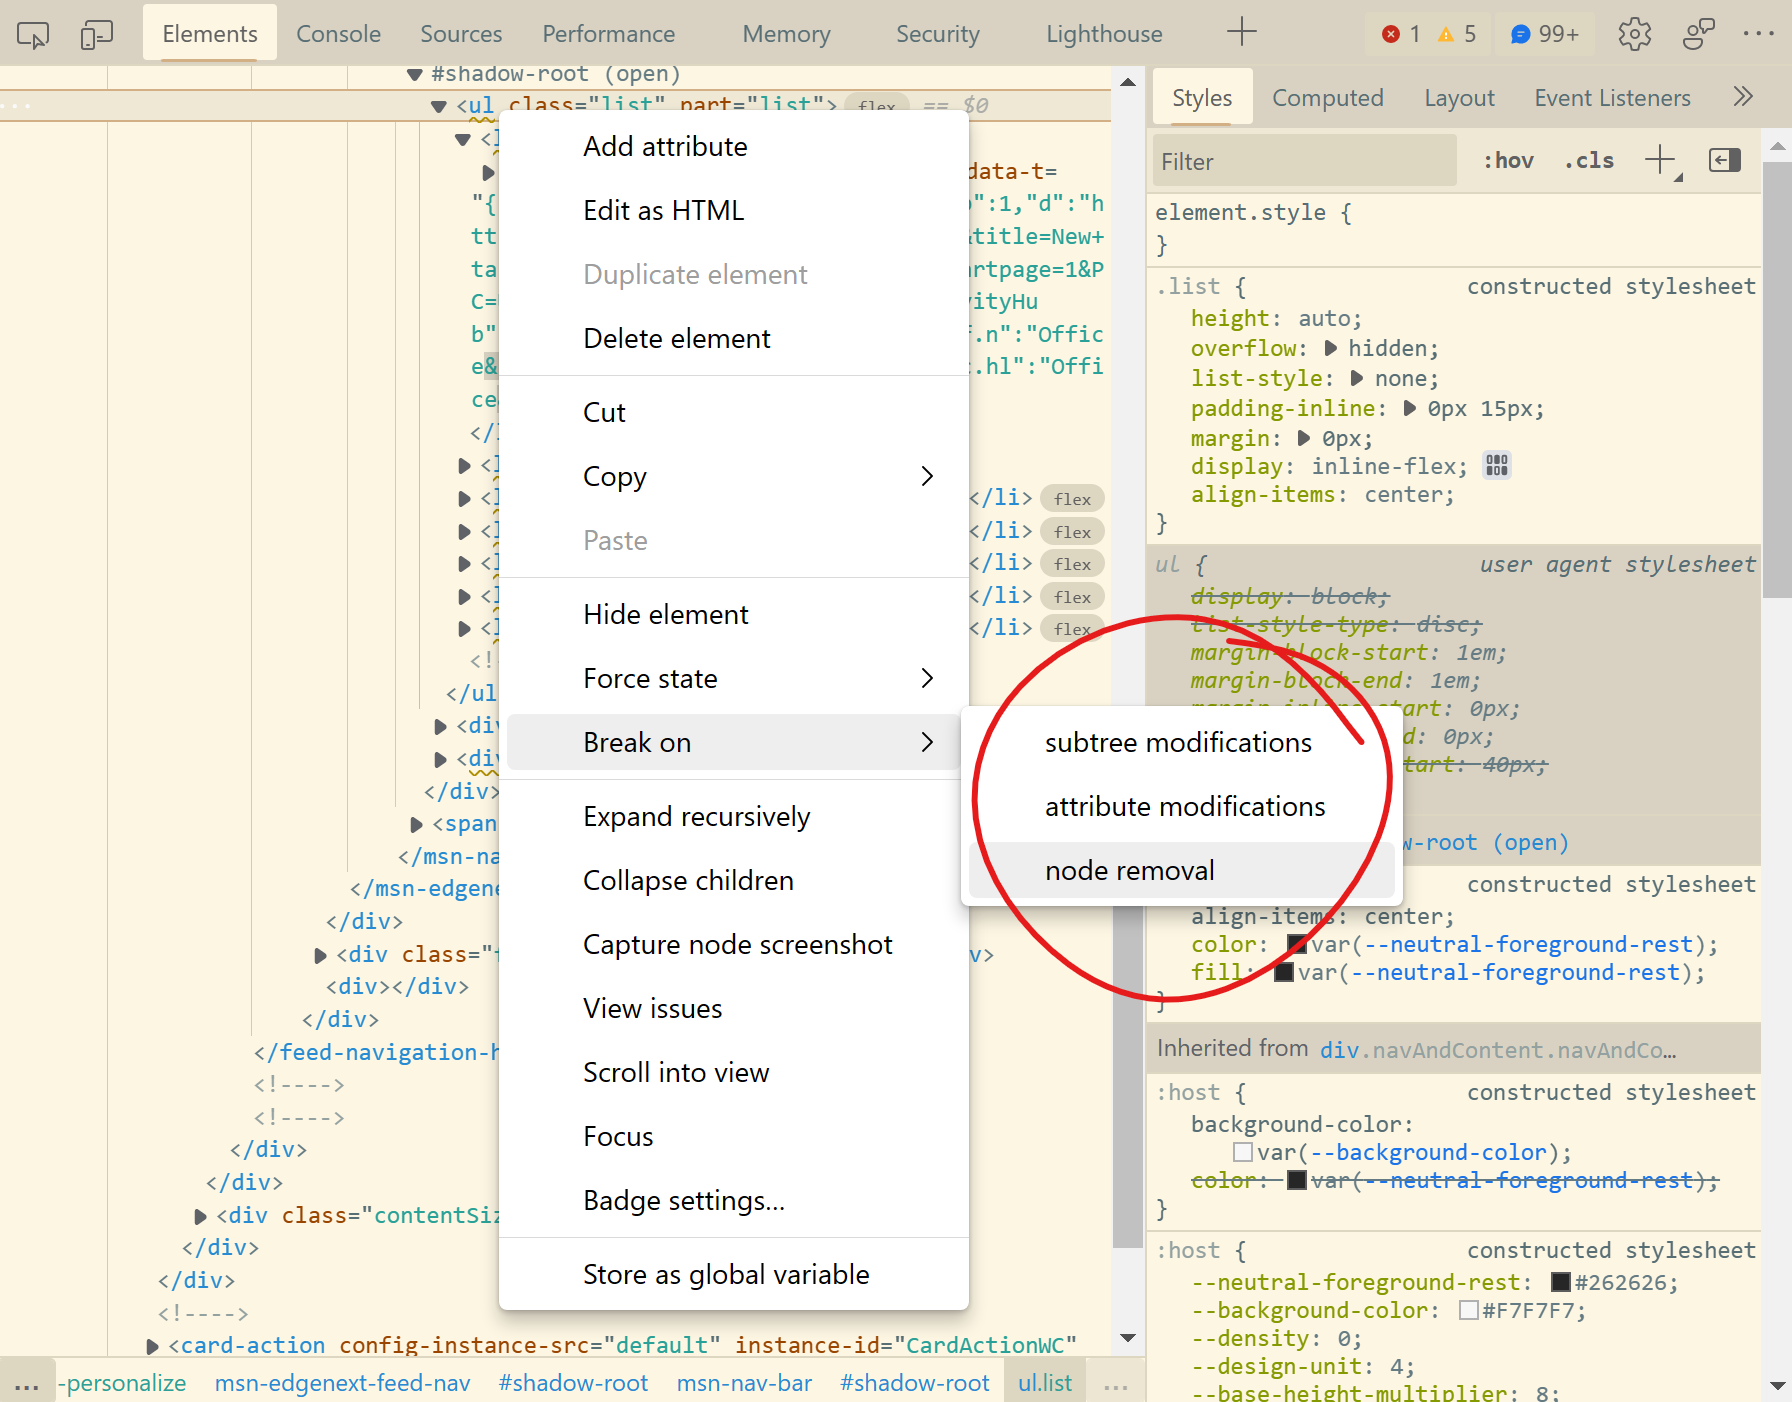 Elements Console Sources Performance Memory Security Lighthouse 1 5 99+
#shadow-root (open)
<ul class="list" part="list"> flex == $0
data-t=
"{ ":1,"d":"h
tt &title=New+
ta rtpage=1&P
C= ityHu
b" .n":"Offic
e& .hl":"Offi
ce
</l
<l
<l </li> flex
<l </li> flex
<l </li> flex
<l </li> flex
<l </li> flex
<!-
</ul
<div
<div
</div>
<span
</msn-na
</msn-edgene
</div>
<div class="f v>
<div></div>
</div>
</feed-navigation-h
<!---->
<!---->
</div>
</div>
<div class="contentSiz
</div>
</div>
<!---->
<card-action config-instance-src="default" instance-id="CardActionWC"
... -personalize msn-edgenext-feed-nav #shadow-root msn-nav-bar #shadow-root ul.list ...
Add attribute
Edit as HTML
Duplicate element
Delete element
Cut
Copy
Paste
Hide element
Force state
Break on
Expand recursively
Collapse children
Capture node screenshot
View issues
Scroll into view
Focus
Badge settings...
Store as global variable
subtree modifications
attribute modifications
node removal
Styles Computed Layout Event Listeners
Filter :hov .cls
element.style {
}
.list { constructed stylesheet
height: auto;
overflow: hidden;
list-style: none;
padding-inline: 0px 15px;
margin: 0px;
display: inline-flex;
align-items: center;
}
ul { user agent stylesheet
display: block;
list-style-type: disc;
margin-block-start: 1em;
margin-block-end: 1em;
margin-inline-start: 0px;
d: 0px;
tart: 40px;
w-root (open)
constructed stylesheet
align-items: center;
color: var(--neutral-foreground-rest);
fill: var(--neutral-foreground-rest);
}
Inherited from div.navAndContent.navAndCo…
:host { constructed stylesheet
background-color:
var(--background-color);
color: var(--neutral-foreground-rest);
}
:host { constructed stylesheet
--neutral-foreground-rest: #262626;
--background-color: #F7F7F7;
--density: 0;
--design-unit: 4;
--base-height-multiplier: 8;